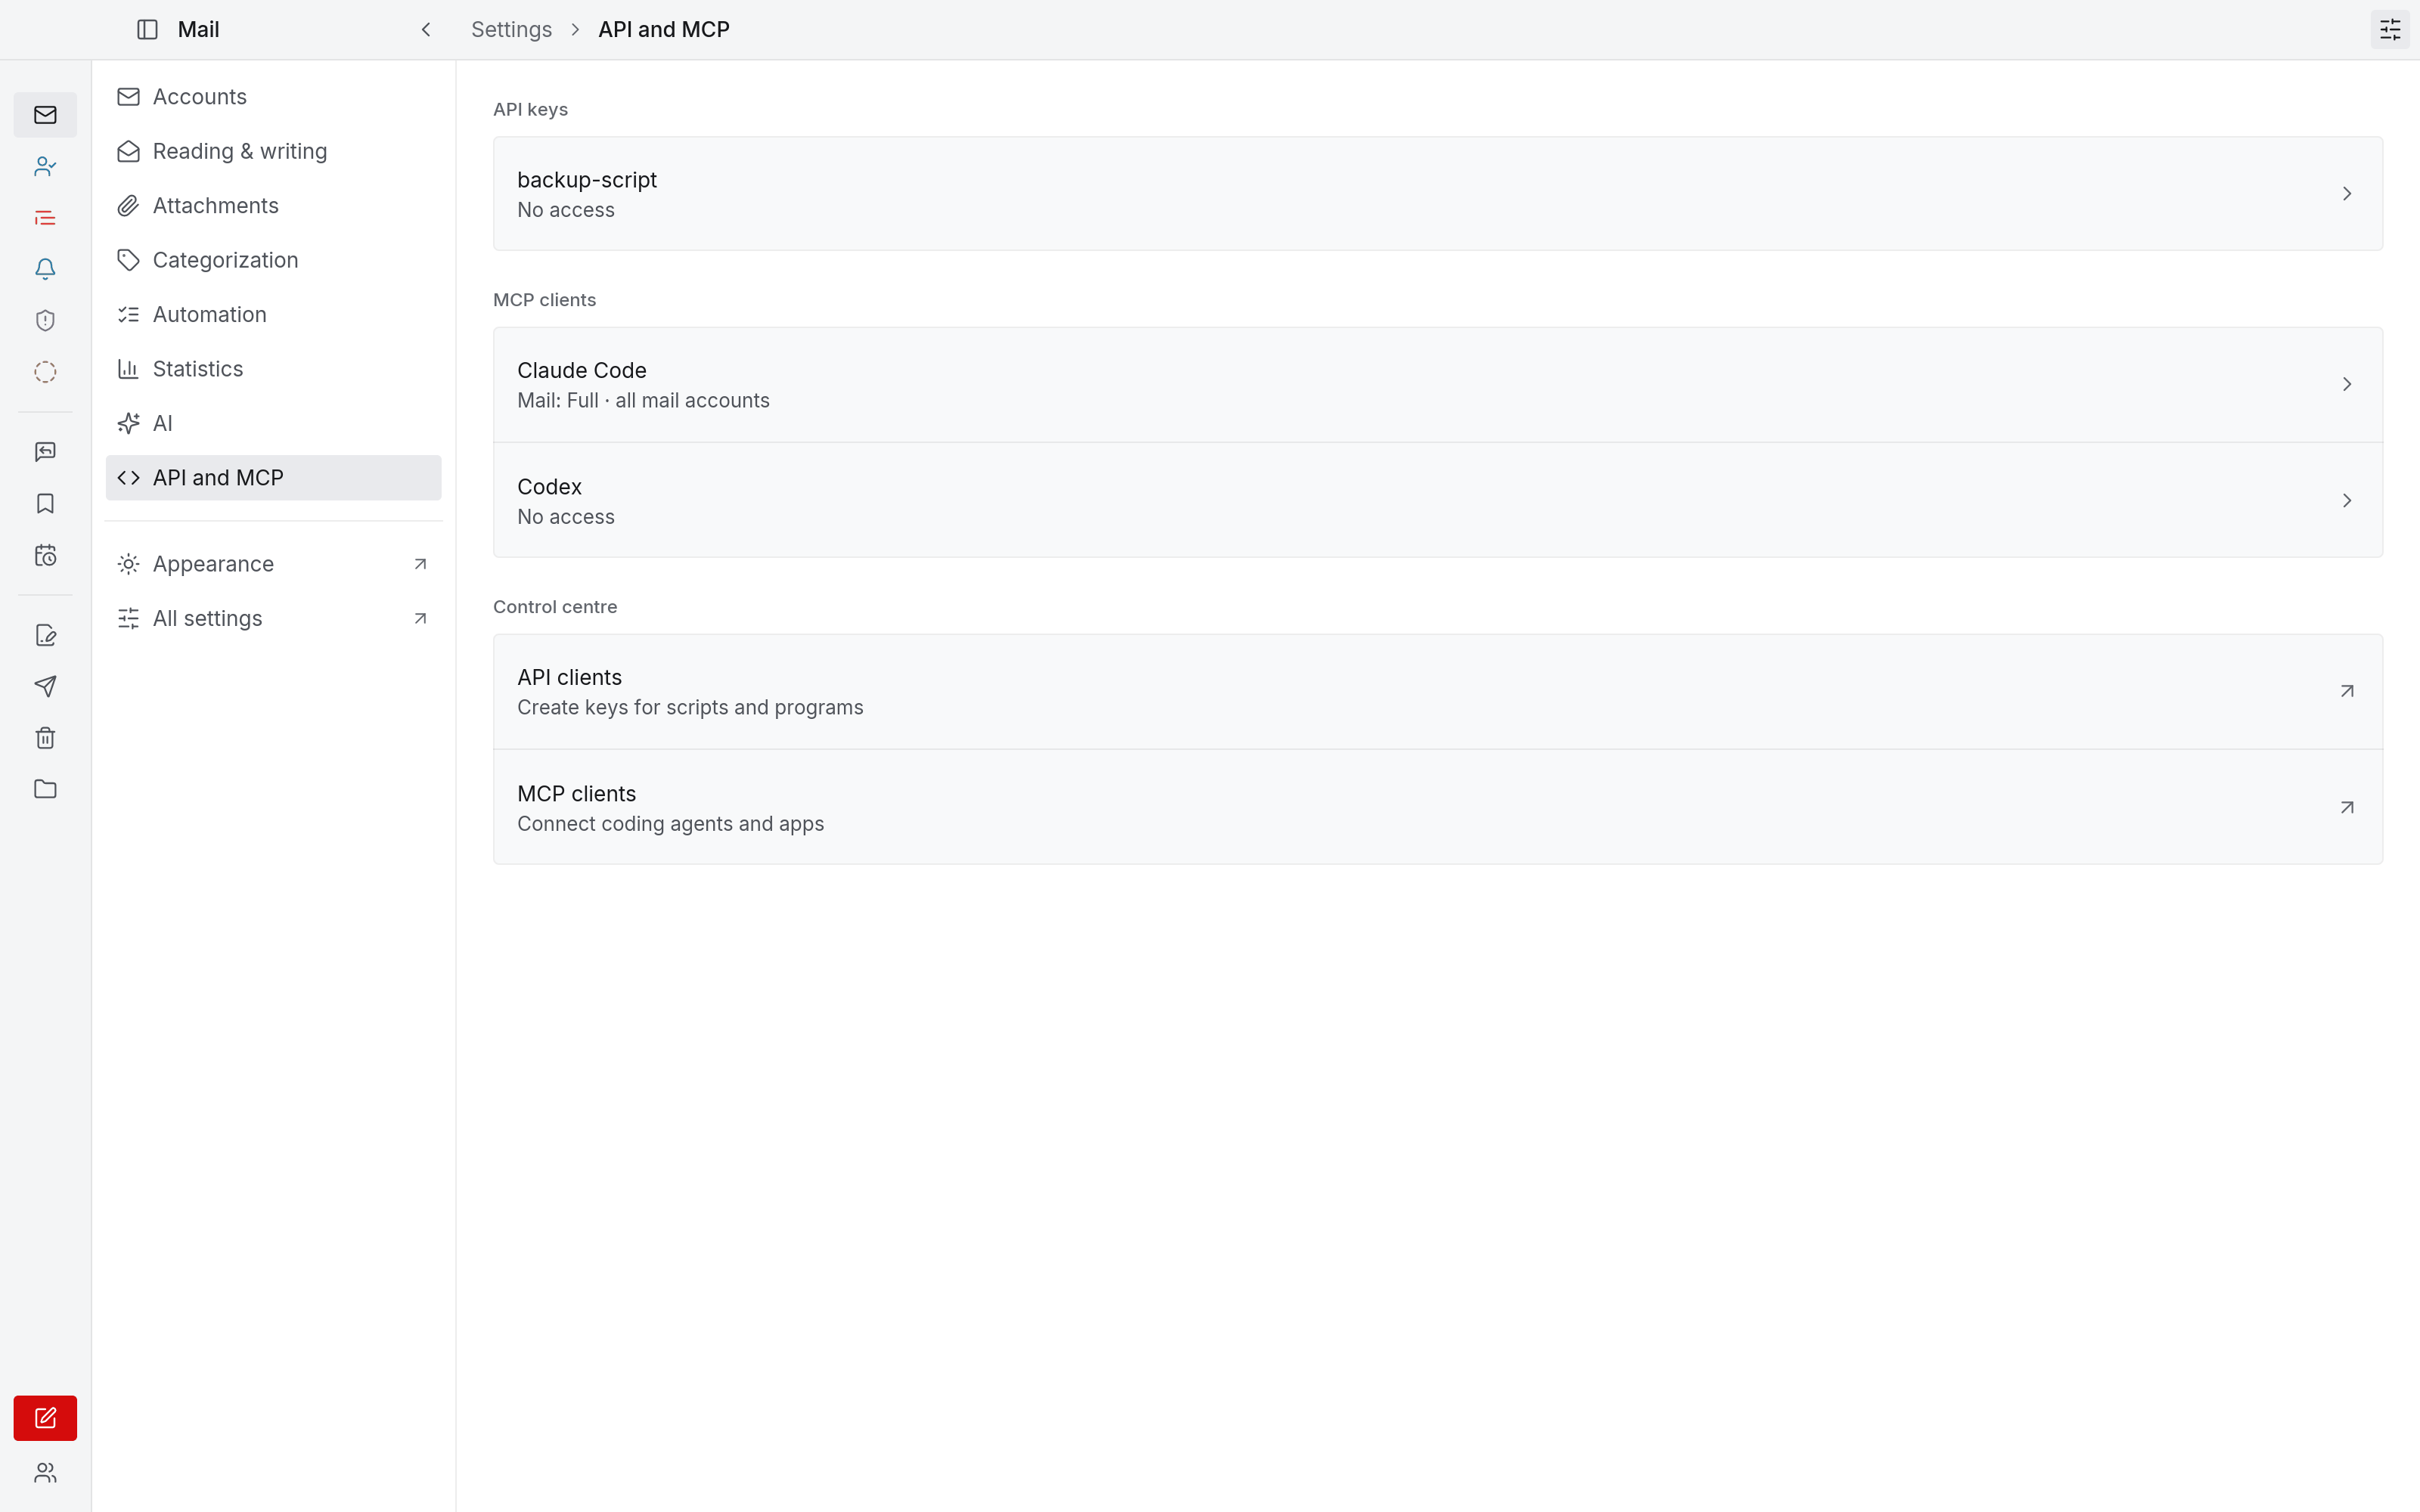 Mail
Settings > API and MCP
Accounts
Reading & writing
Attachments
Categorization
Automation
Statistics
AI
API and MCP
Appearance
All settings
API keys
backup-script
No access
MCP clients
Claude Code
Mail: Full · all mail accounts
Codex
No access
Control centre
API clients
Create keys for scripts and programs
MCP clients
Connect coding agents and apps